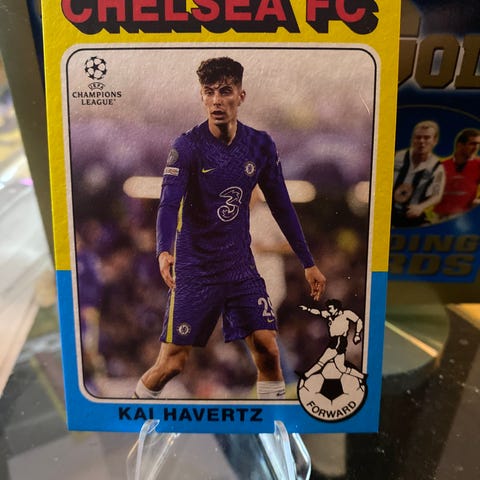 CHELSEA FC
UEFA
CHAMPIONS
LEAGUE
3
KAI HAVERTZ
FORWARD